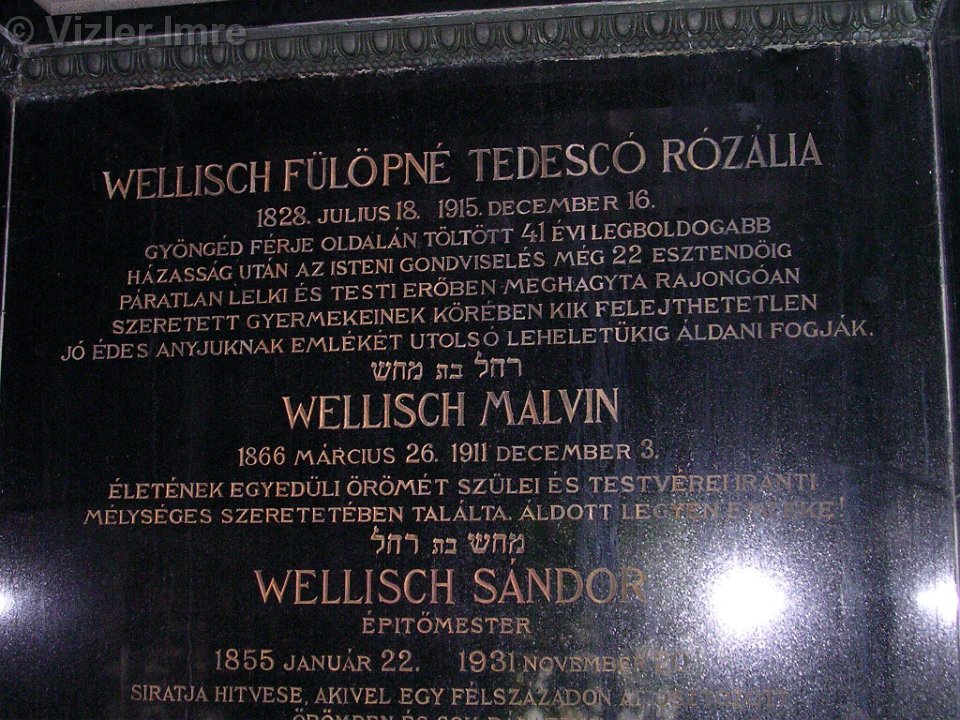 © Vizler Imre
WELLISCH FÜLÖPNÉ TEDESCÓ RÓZÁLIA
1828. JULIUS 18. 1915. DECEMBER 16.
GYÖNGÉD FÉRJE OLDALÁN TÖLTÖTT 41 ÉVI LEGBOLDOGABB
HÁZASSÁG UTÁN AZ ISTENI GONDVISELÉS MÉG 22 ESZTENDŐIG
PÁRATLAN LELKI ÉS TESTI ERŐBEN MEGHAGYTA RAJONGÓAN
SZERETETT GYERMEKEINEK KÖRÉBEN KIK FELEJTHETETLEN
JÓ ÉDES ANYJUKNAK EMLÉKÉT UTOLSÓ LEHELETÜKIG ÁLDANI FOGJÁK.
רחל בת מחש
WELLISCH MALVIN
1866 MÁRCIUS 26. 1911 DECEMBER 3.
ÉLETÉNEK EGYEDÜLI ÖRÖMÉT SZÜLEI ÉS TESTVÉREI IRÁNTI
MÉLYSÉGES SZERETETÉBEN TALÁLTA. ÁLDOTT LEGYEN EMLÉKE!
מחש בת רחל
WELLISCH SÁNDOR
ÉPITŐMESTER
1855 JANUÁR 22. 1931 NOVEMBER
SIRATJA HITVESE, AKIVEL EGY FÉLSZÁZADON
ÖRÖMBEN ÉS